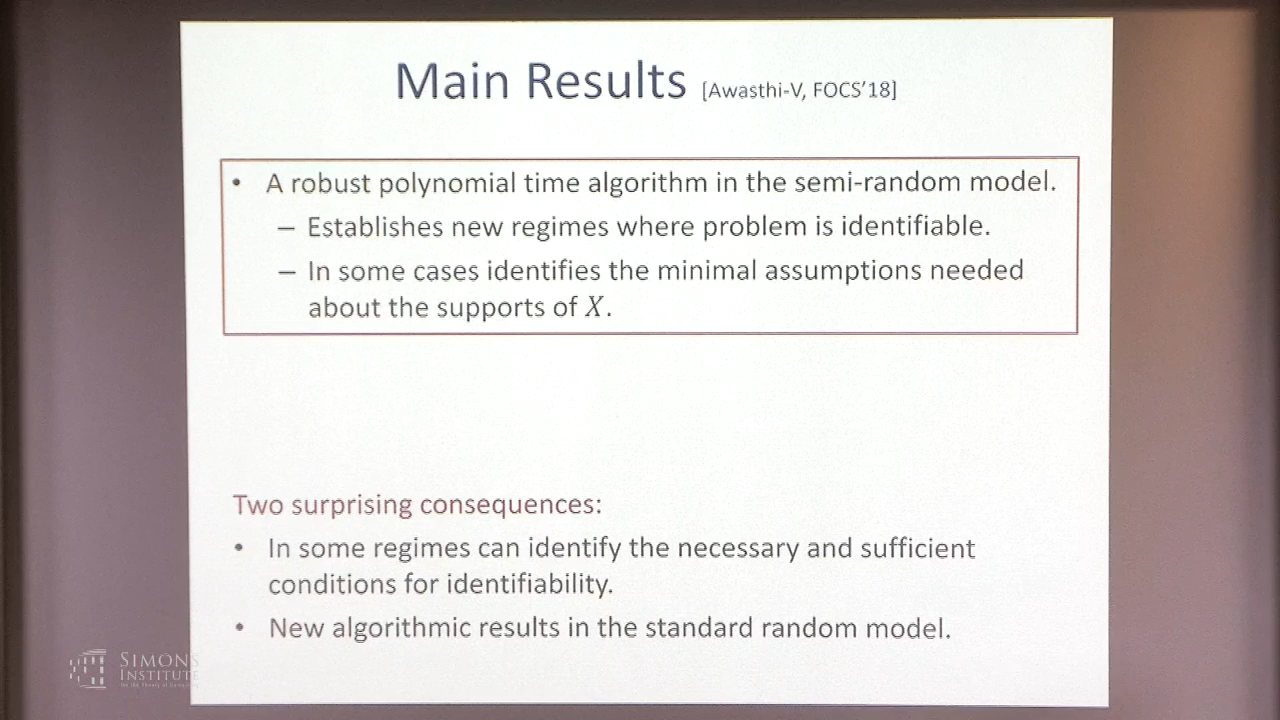 Main Results [Awasthi-V, FOCS'18]
• A robust polynomial time algorithm in the semi-random model.
– Establishes new regimes where problem is identifiable.
– In some cases identifies the minimal assumptions needed
about the supports of X.
Two surprising consequences:
• In some regimes can identify the necessary and sufficient
conditions for identifiability.
• New algorithmic results in the standard random model.
SIMONS
INSTITUTE